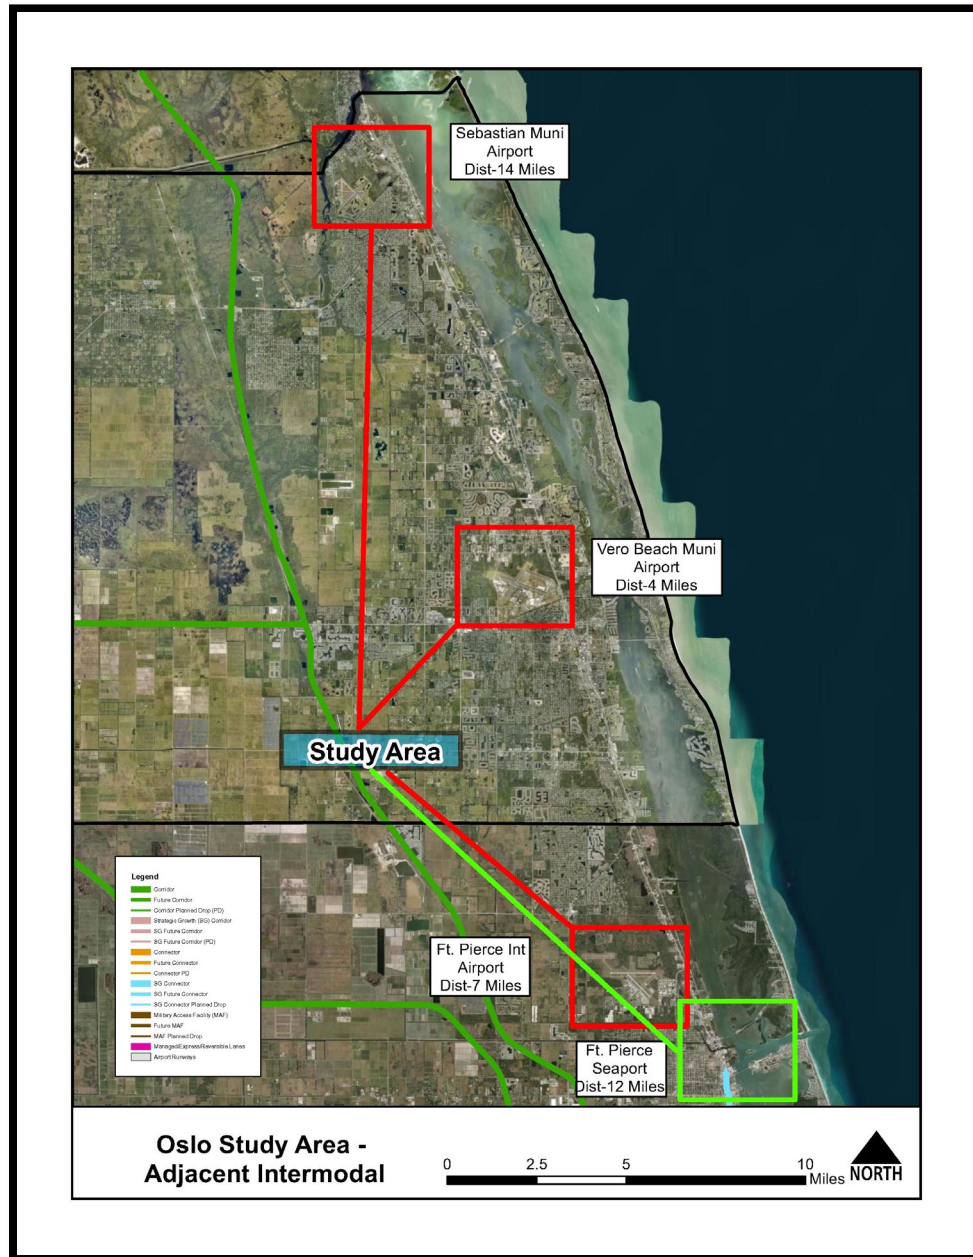 Sebastian Muni
Airport
Dist-14 Miles
Vero Beach Muni
Airport
Dist-4 Miles
Study Area
Legend
Corridor
Future Corridor
Corridor Planned Drop (PD)
Strategic Growth (SG) Corridor
SG Future Corridor
SG Future Corridor (PD)
Connector
Future Connector
Connector PD
SG Connector
SG Future Connector
SG Connector Planned Drop
Military Access Facility (MAF)
Future MAF
MAF Planned Drop
Managed/Express/Reversible Lanes
Airport Runways
Ft. Pierce Int
Airport
Dist-7 Miles
Ft. Pierce
Seaport
Dist-12 Miles
Oslo Study Area -
Adjacent Intermodal
0 2.5 5 10
Miles
NORTH